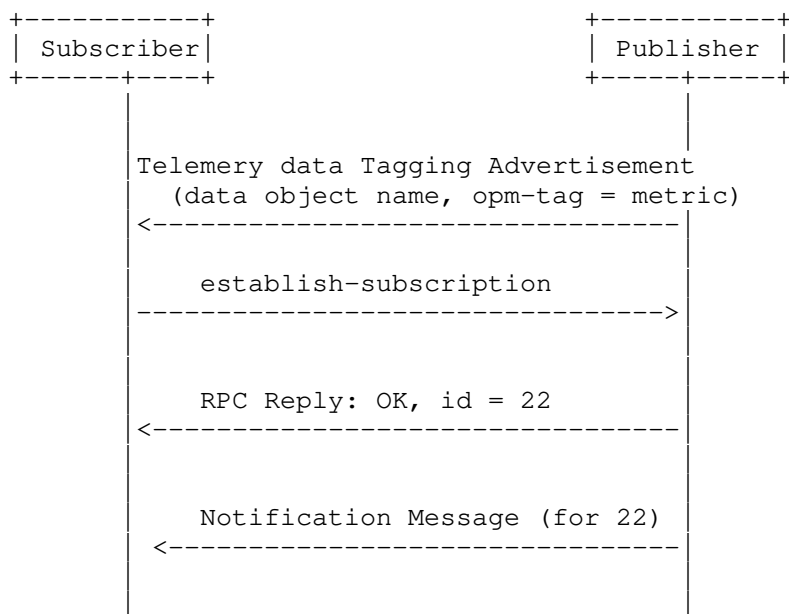 Subscriber Publisher
Telemery data Tagging Advertisement
(data object name, opm-tag = metric)
establish-subscription
RPC Reply: OK, id = 22
Notification Message (for 22)